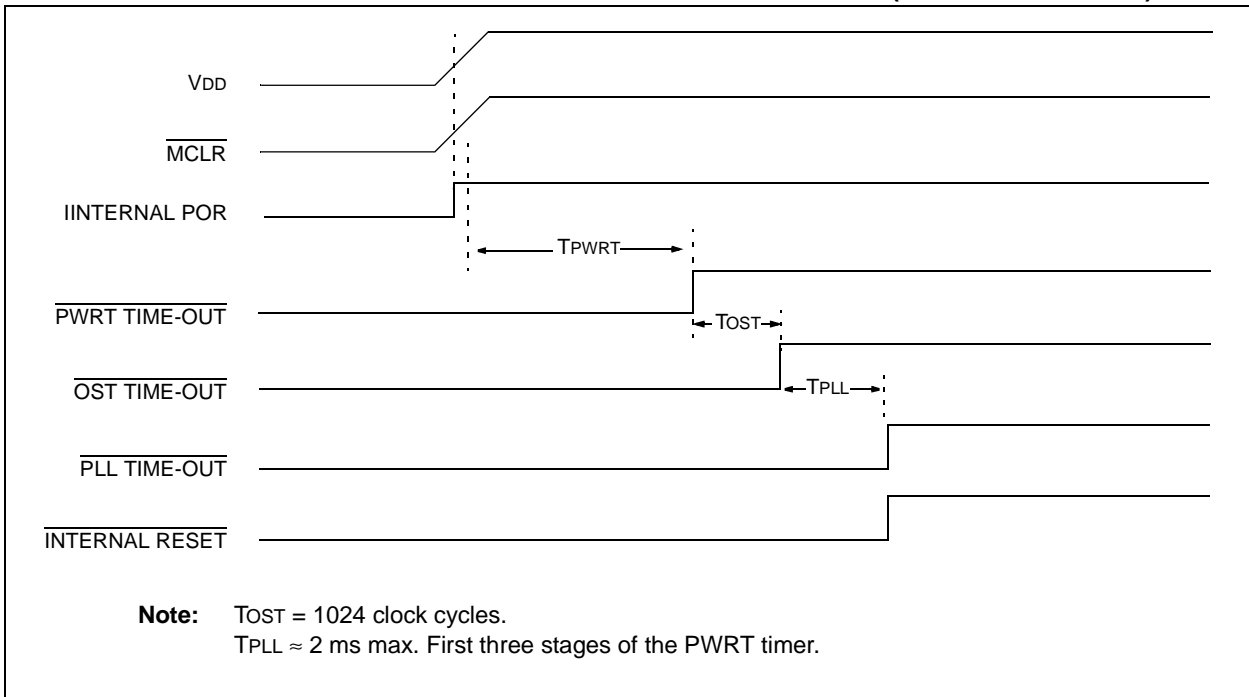 VDD
MCLR
IINTERNAL POR
TPWRT
PWRT TIME-OUT
TOST
OST TIME-OUT
TPLL
PLL TIME-OUT
INTERNAL RESET
Note: TOST = 1024 clock cycles.
TPLL ≈ 2 ms max. First three stages of the PWRT timer.